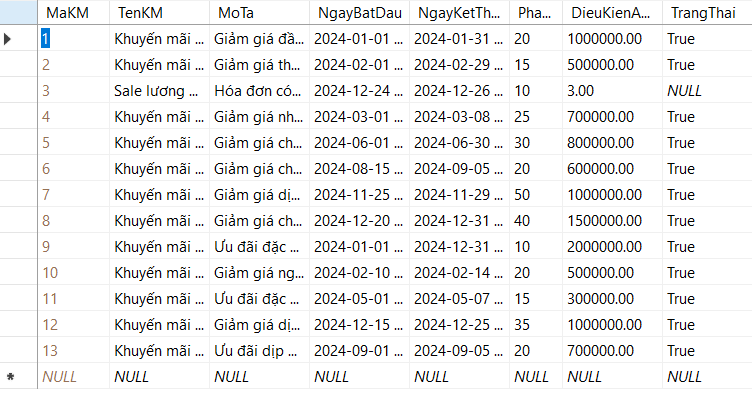 MaKM TenKM MoTa NgayBatDau NgayKetTh... Pha... DieuKienA... TrangThai
1 Khuyến mãi ... Giảm giá đầ... 2024-01-01 ... 2024-01-31 ... 20 1000000.00 True
2 Khuyến mãi ... Giảm giá th... 2024-02-01 ... 2024-02-29 ... 15 500000.00 True
3 Sale lương ... Hóa đơn có... 2024-12-24 ... 2024-12-26 ... 10 3.00 NULL
4 Khuyến mãi ... Giảm giá nh... 2024-03-01 ... 2024-03-08 ... 25 700000.00 True
5 Khuyến mãi ... Giảm giá ch... 2024-06-01 ... 2024-06-30 ... 30 800000.00 True
6 Khuyến mãi ... Giảm giá ch... 2024-08-15 ... 2024-09-05 ... 20 600000.00 True
7 Khuyến mãi ... Giảm giá dị... 2024-11-25 ... 2024-11-29 ... 50 1000000.00 True
8 Khuyến mãi ... Giảm giá ch... 2024-12-20 ... 2024-12-31 ... 40 1500000.00 True
9 Khuyến mãi ... Ưu đãi đặc ... 2024-01-01 ... 2024-12-31 ... 10 2000000.00 True
10 Khuyến mãi ... Giảm giá ng... 2024-02-10 ... 2024-02-14 ... 20 500000.00 True
11 Khuyến mãi ... Ưu đãi đặc ... 2024-05-01 ... 2024-05-07 ... 15 300000.00 True
12 Khuyến mãi ... Giảm giá dị... 2024-12-15 ... 2024-12-25 ... 35 1000000.00 True
13 Khuyến mãi ... Ưu đãi dịp ... 2024-09-01 ... 2024-09-05 ... 20 700000.00 True
NULL NULL NULL NULL NULL NULL NULL NULL